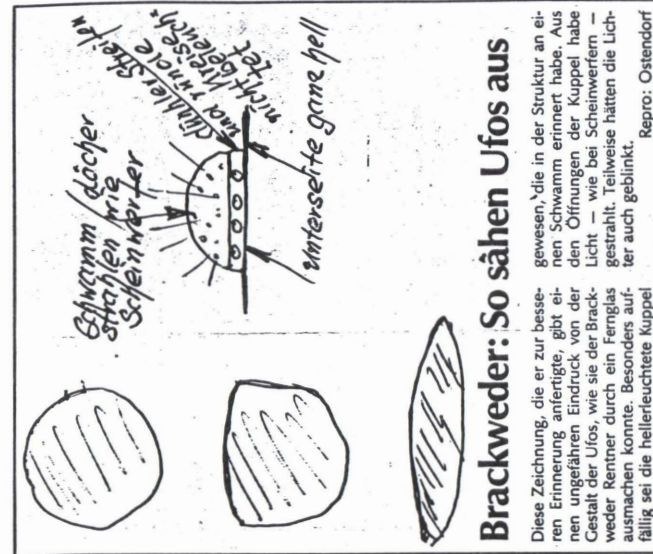 Schwamm / Löcher
strahlen wie
Scheinwerfer
dunkler Streifen
und runde
Kreise
nicht beleuch=
tet
unterseite ganz hell
Brackweder: So sähen Ufos aus
Diese Zeichnung, die er zur besse-
ren Erinnerung anfertigte, gibt ei-
nen ungefähren Eindruck von der
Gestalt der Ufos, wie sie der Brack-
weder Rentner durch ein Fernglas
ausmachen konnte. Besonders auf-
fällig sei die hellerleuchtete Kuppel
gewesen, die in der Struktur an ei-
nen Schwamm erinnert habe. Aus
den Öffnungen der Kuppel habe
Licht — wie bei Scheinwerfern —
gestrahlt. Teilweise hätten die Lich-
ter auch geblinkt.
Repro: Ostendorf